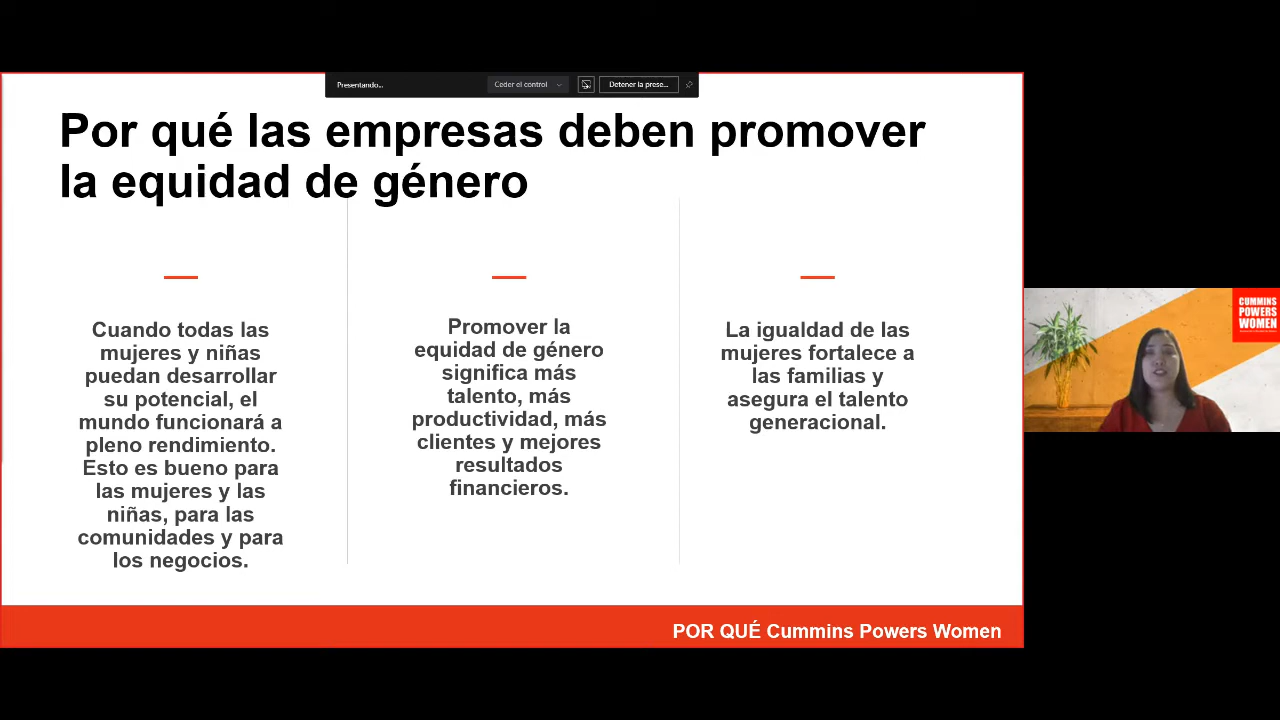 Presentando...
Ceder el control
Detener la prese...
Por qué las empresas deben promover
la equidad de género
Cuando todas las
mujeres y niñas
puedan desarrollar
su potencial, el
mundo funcionará a
pleno rendimiento.
Esto es bueno para
las mujeres y las
niñas, para las
comunidades y para
los negocios.
Promover la
equidad de género
significa más
talento, más
productividad, más
clientes y mejores
resultados
financieros.
La igualdad de las
mujeres fortalece a
las familias y
asegura el talento
generacional.
CUMMINS
POWERS
WOMEN
POR QUÉ Cummins Powers Women